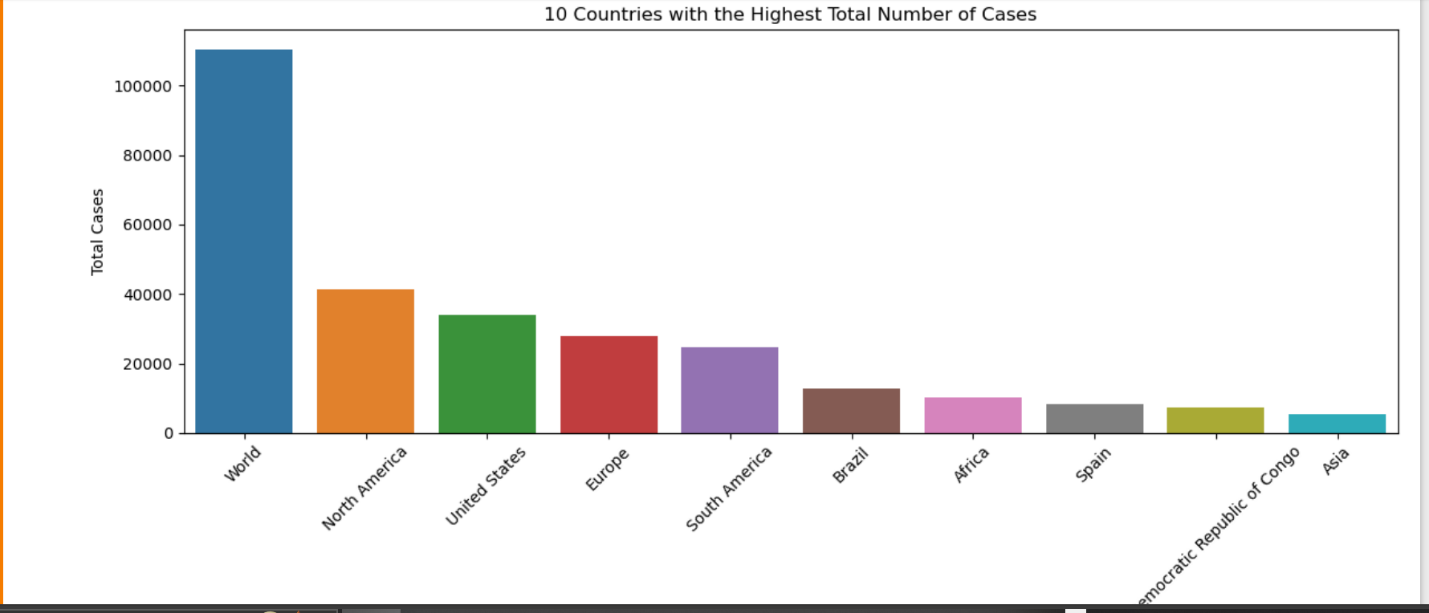 10 Countries with the Highest Total Number of Cases
Total Cases
100000
80000
60000
40000
20000
0
World
North America
United States
Europe
South America
Brazil
Africa
Spain
emocratic Republic of Congo
Asia